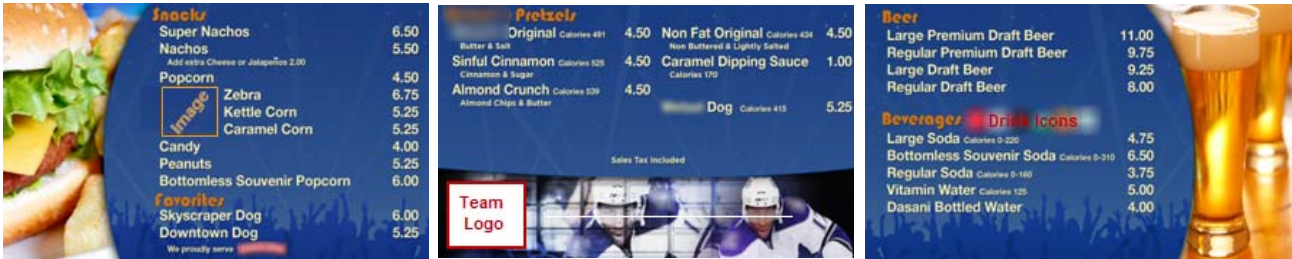 Snacks
Super Nachos 6.50
Nachos 5.50
Add extra Cheese or Jalapeños 2.00
Popcorn 4.50
Image
Zebra 6.75
Kettle Corn 5.25
Caramel Corn 5.25
Candy 4.00
Peanuts 5.25
Bottomless Souvenir Popcorn 6.00
Favorites
Skyscraper Dog 6.00
Downtown Dog 5.25
We proudly serve
Pretzels
Original Calories 491 4.50
Butter & Salt
Sinful Cinnamon Calories 525 4.50
Cinnamon & Sugar
Almond Crunch Calories 539 4.50
Almond Chips & Butter
Non Fat Original Calories 434 4.50
Non Buttered & Lightly Salted
Caramel Dipping Sauce 1.00
Calories 170
Dog Calories 415 5.25
Sales Tax Included
Team
Logo
Beer
Large Premium Draft Beer 11.00
Regular Premium Draft Beer 9.75
Large Draft Beer 9.25
Regular Draft Beer 8.00
Beverages Drink Icons
Large Soda Calories 0-220 4.75
Bottomless Souvenir Soda Calories 0-310 6.50
Regular Soda Calories 0-160 3.75
Vitamin Water Calories 125 5.00
Dasani Bottled Water 4.00